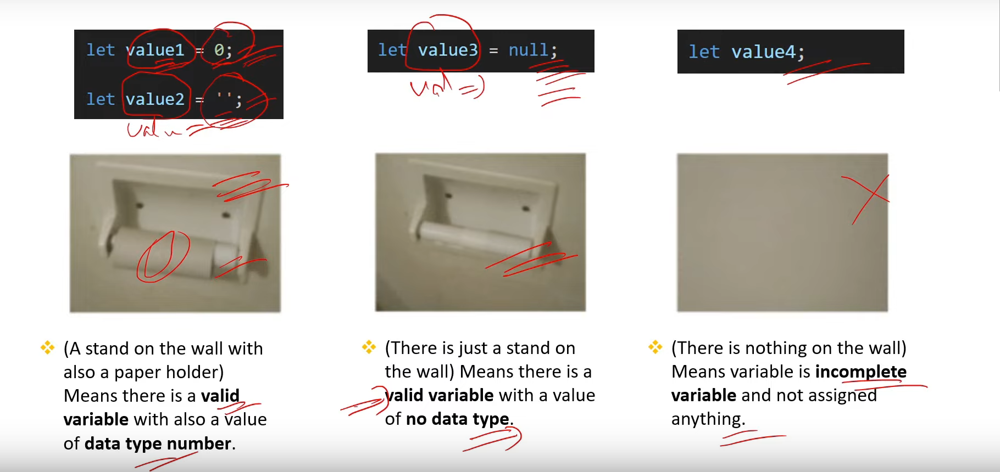 let value1 = 0;
let value2 = '';
let value3 = null;
val =>
let value4;
❖ (A stand on the wall with
also a paper holder)
Means there is a valid
variable with also a value
of data type number.
❖ (There is just a stand on
the wall) Means there is a
valid variable with a value
of no data type.
❖ (There is nothing on the wall)
Means variable is incomplete
variable and not assigned
anything.